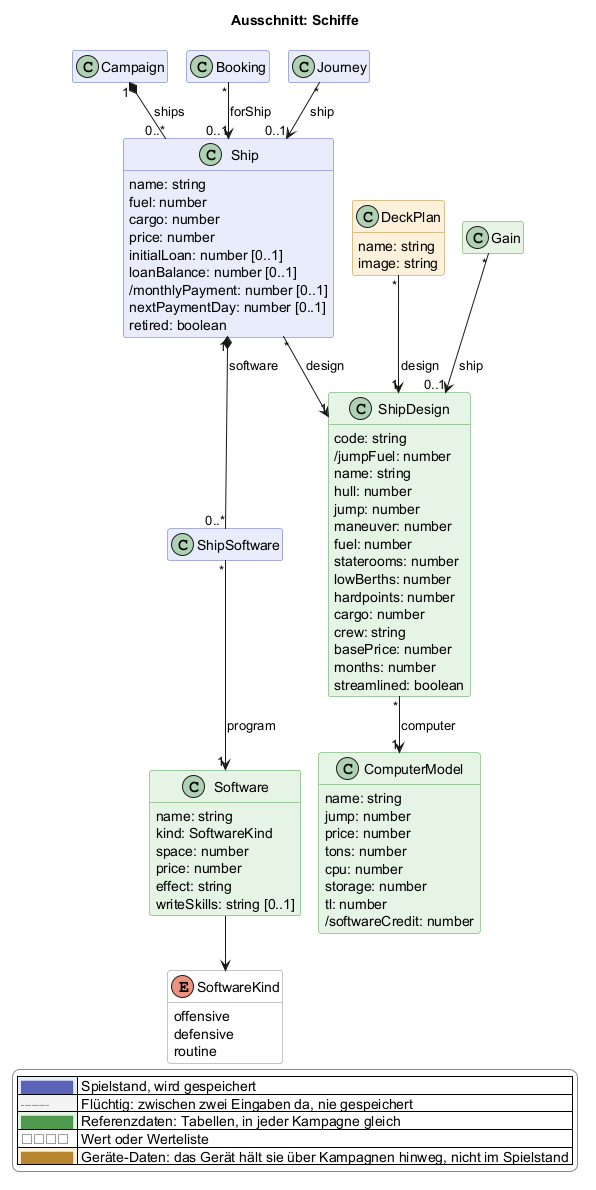 Ausschnitt: Schiffe
C Campaign
C Booking
C Journey
1
ships
0..*
*
forShip
0..1
*
ship
0..1
C Ship
name: string
fuel: number
cargo: number
price: number
initialLoan: number [0..1]
loanBalance: number [0..1]
/monthlyPayment: number [0..1]
nextPaymentDay: number [0..1]
retired: boolean
C DeckPlan
name: string
image: string
C Gain
1
software
0..*
*
design
1
*
design
1
*
ship
0..1
C ShipDesign
code: string
/jumpFuel: number
name: string
hull: number
jump: number
maneuver: number
fuel: number
staterooms: number
lowBerths: number
hardpoints: number
cargo: number
crew: string
basePrice: number
months: number
streamlined: boolean
C ShipSoftware
*
program
1
*
computer
1
C Software
name: string
kind: SoftwareKind
space: number
price: number
effect: string
writeSkills: string [0..1]
C ComputerModel
name: string
jump: number
price: number
tons: number
cpu: number
storage: number
tl: number
/softwareCredit: number
E SoftwareKind
offensive
defensive
routine
Spielstand, wird gespeichert
Flüchtig: zwischen zwei Eingaben da, nie gespeichert
Referenzdaten: Tabellen, in jeder Kampagne gleich
Wert oder Werteliste
Geräte-Daten: das Gerät hält sie über Kampagnen hinweg, nicht im Spielstand